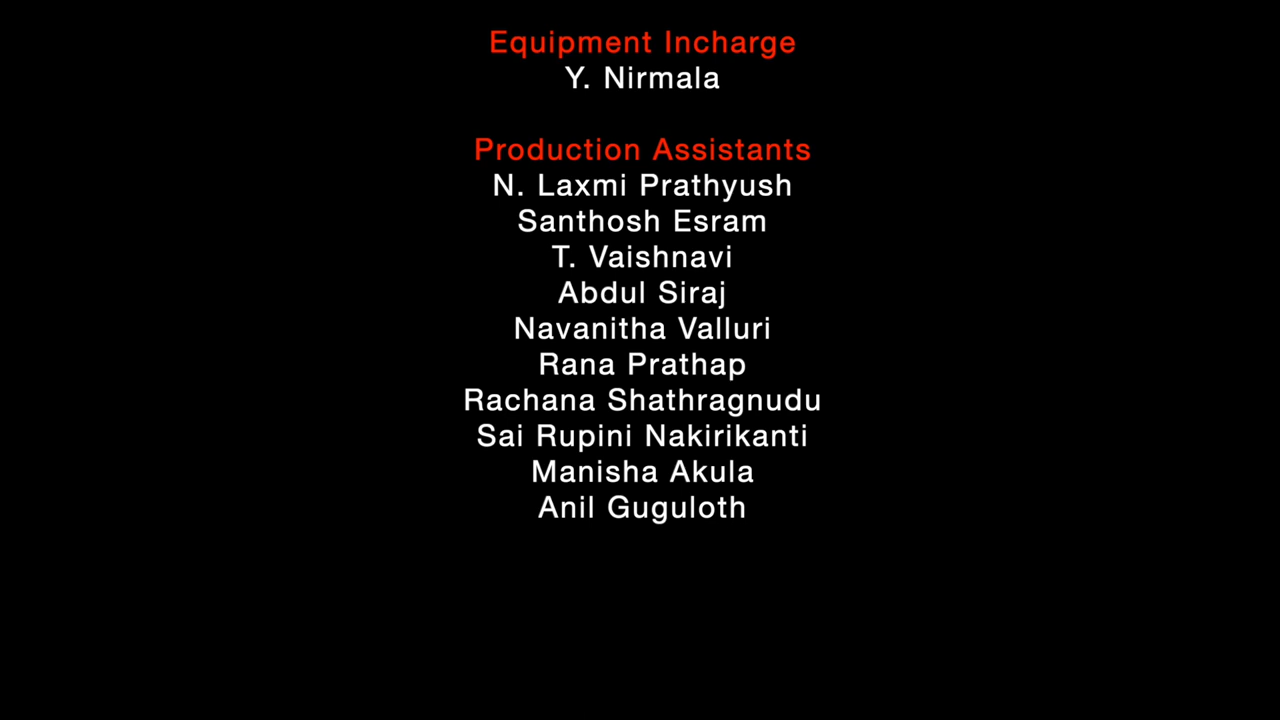 Equipment Incharge
Y. Nirmala
Production Assistants
N. Laxmi Prathyush
Santhosh Esram
T. Vaishnavi
Abdul Siraj
Navanitha Valluri
Rana Prathap
Rachana Shathragnudu
Sai Rupini Nakirikanti
Manisha Akula
Anil Guguloth